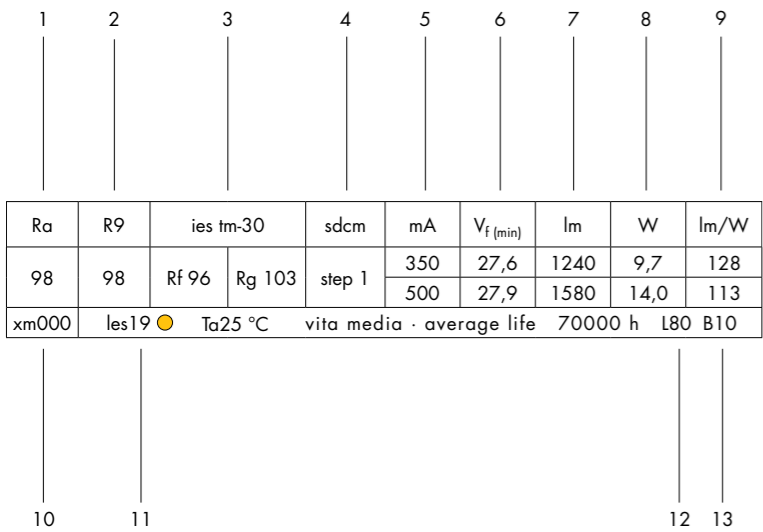 1 2 3 4 5 6 7 8 9
Ra R9 ies tm-30 sdcm mA Vf (min) lm W lm/W
98 98 Rf 96 Rg 103 step 1 350 27,6 1240 9,7 128
500 27,9 1580 14,0 113
xm000 les19 Ta25 °C vita media · average life 70000 h L80 B10
10 11 12 13